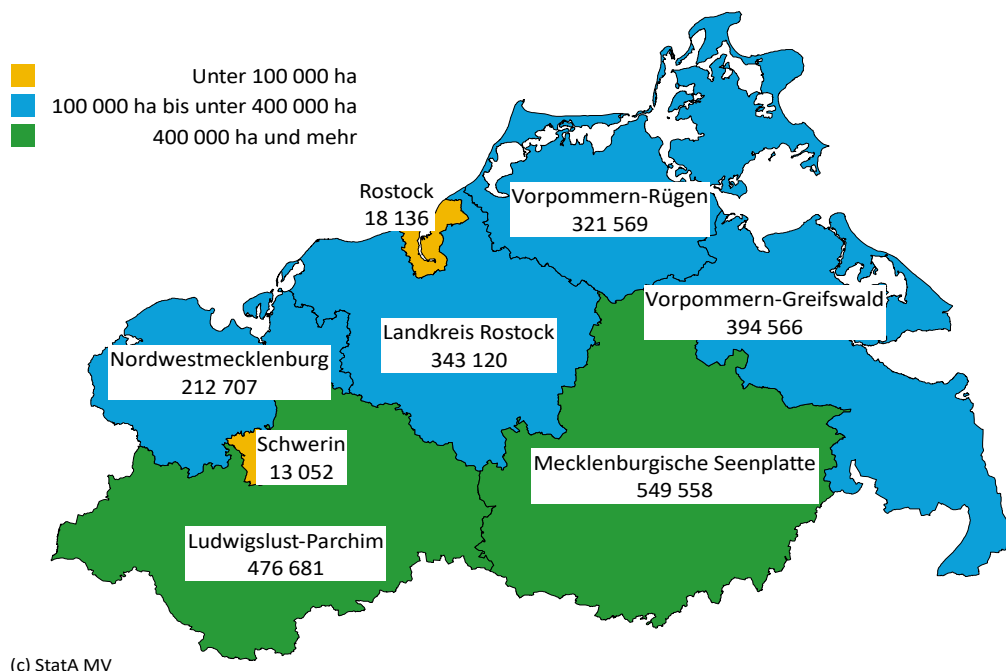 Unter 100 000 ha
100 000 ha bis unter 400 000 ha
400 000 ha und mehr
Rostock
18 136
Vorpommern-Rügen
321 569
Vorpommern-Greifswald
394 566
Landkreis Rostock
343 120
Nordwestmecklenburg
212 707
Schwerin
13 052
Mecklenburgische Seenplatte
549 558
Ludwigslust-Parchim
476 681
(c) StatA MV